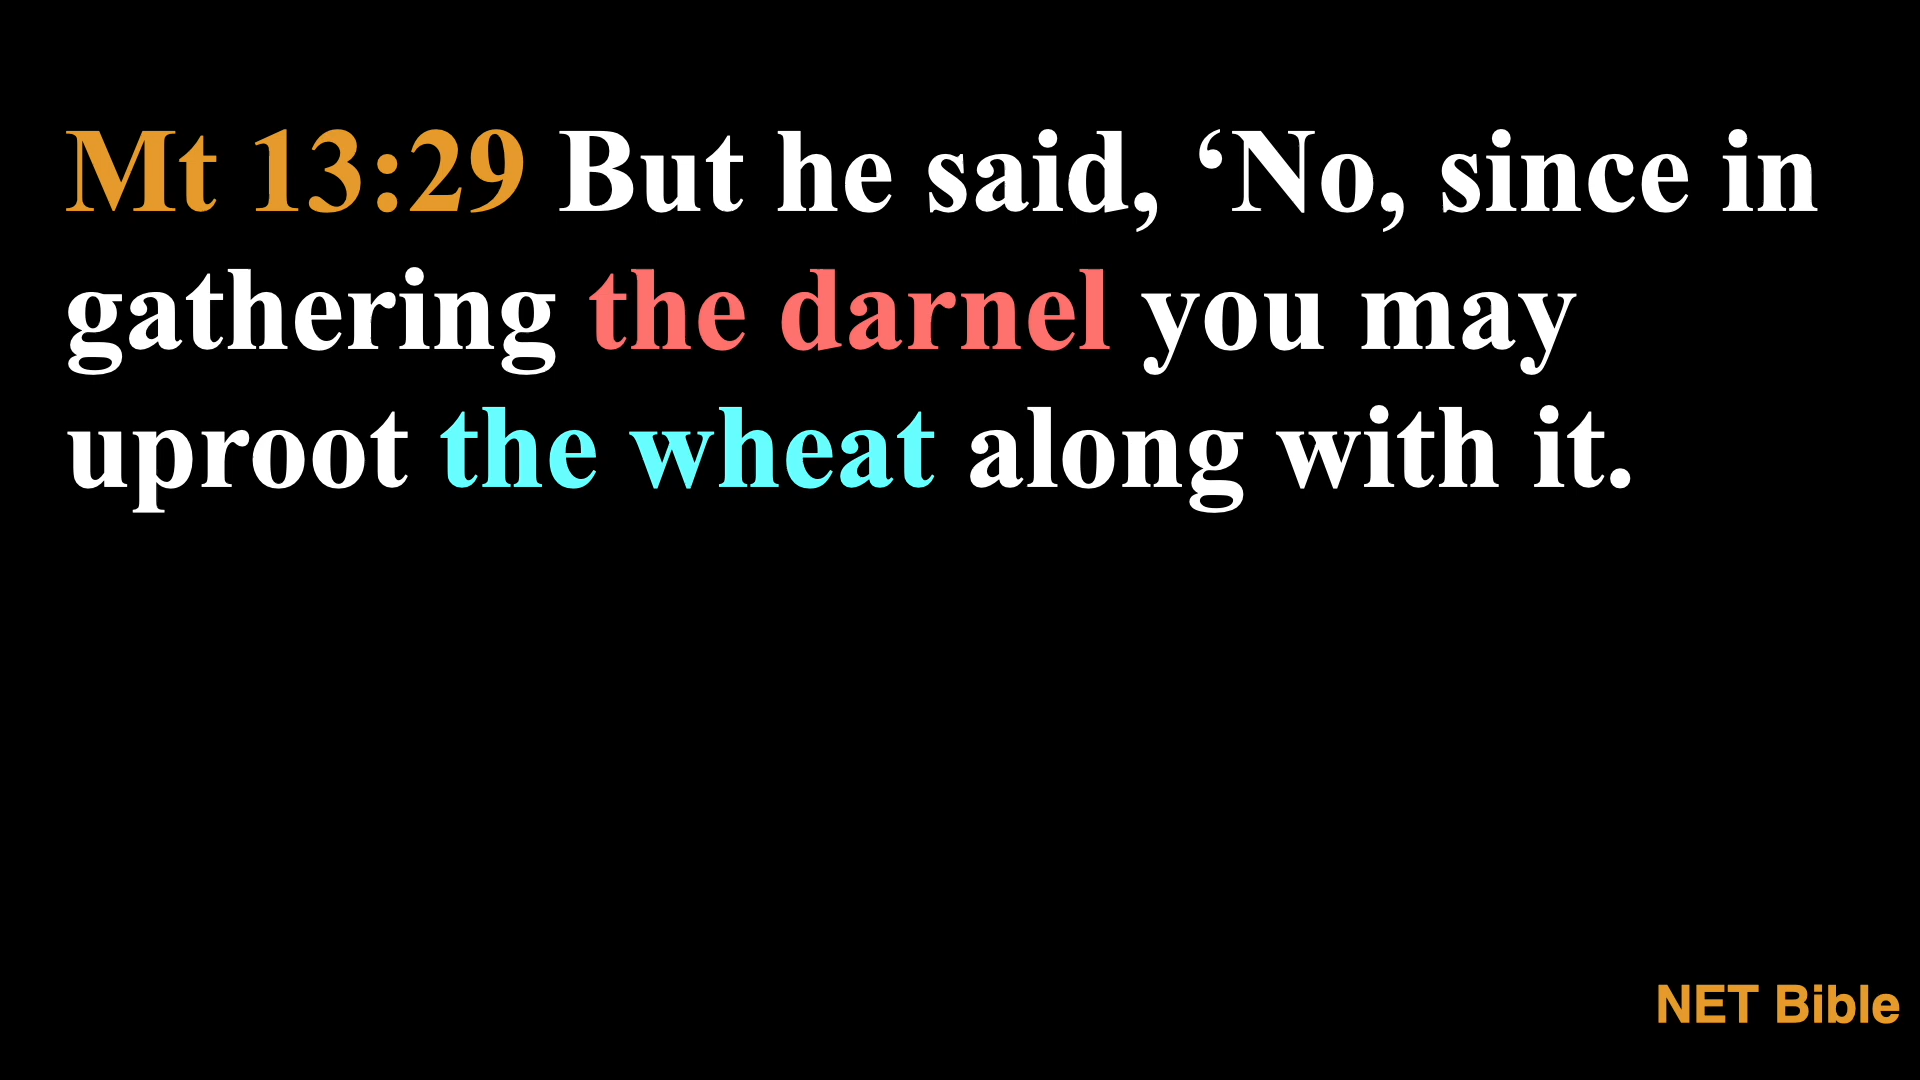 Mt 13:29 But he said, ‘No, since in
gathering the darnel you may
uproot the wheat along with it.
NET Bible